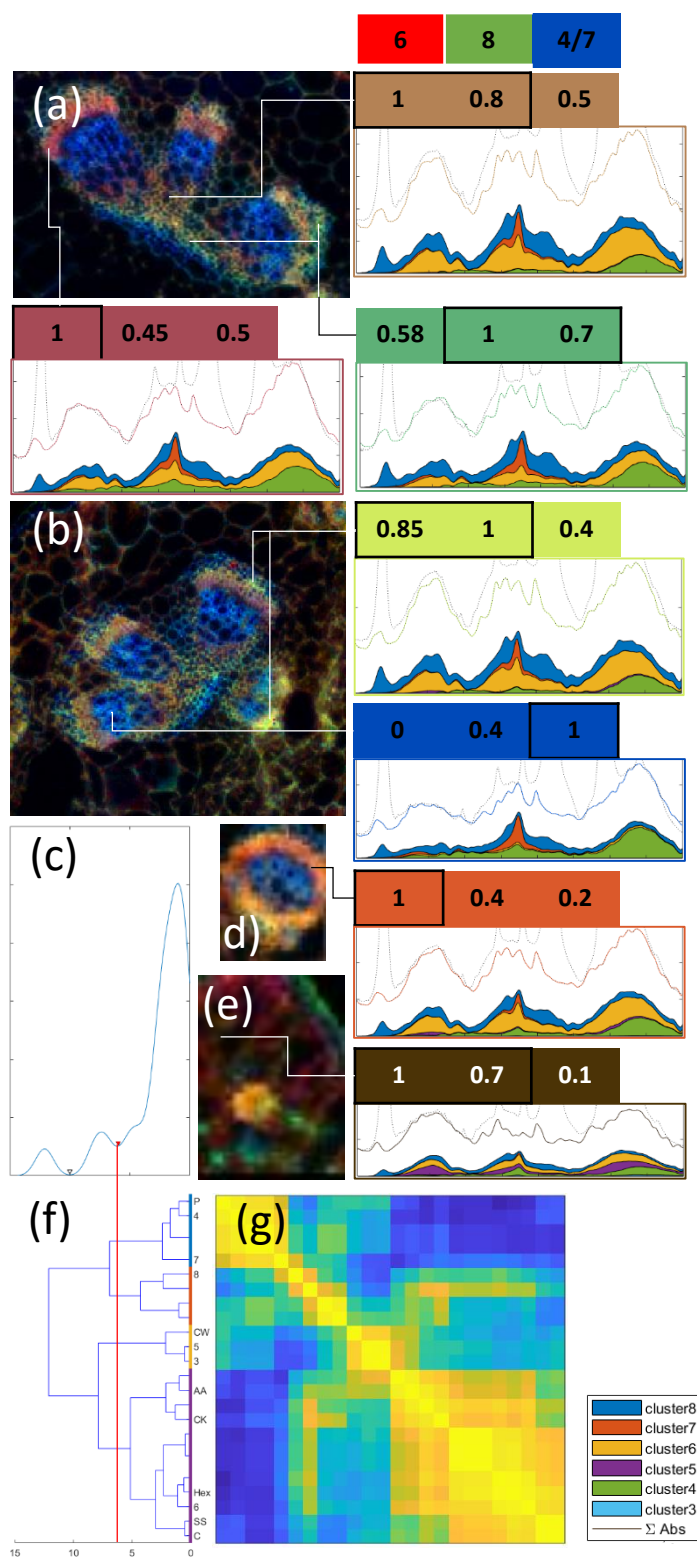 6 8 4/7
(a)
1 0.8 0.5
1 0.45 0.5
0.58 1 0.7
(b)
0.85 1 0.4
0 0.4 1
(c)
d)
1 0.4 0.2
(e)
1 0.7 0.1
(f)
(g)
P
4
7
8
CW
5
3
AA
CK
Hex
6
SS
C
15 10 5 0
cluster8
cluster7
cluster6
cluster5
cluster4
cluster3
Σ Abs